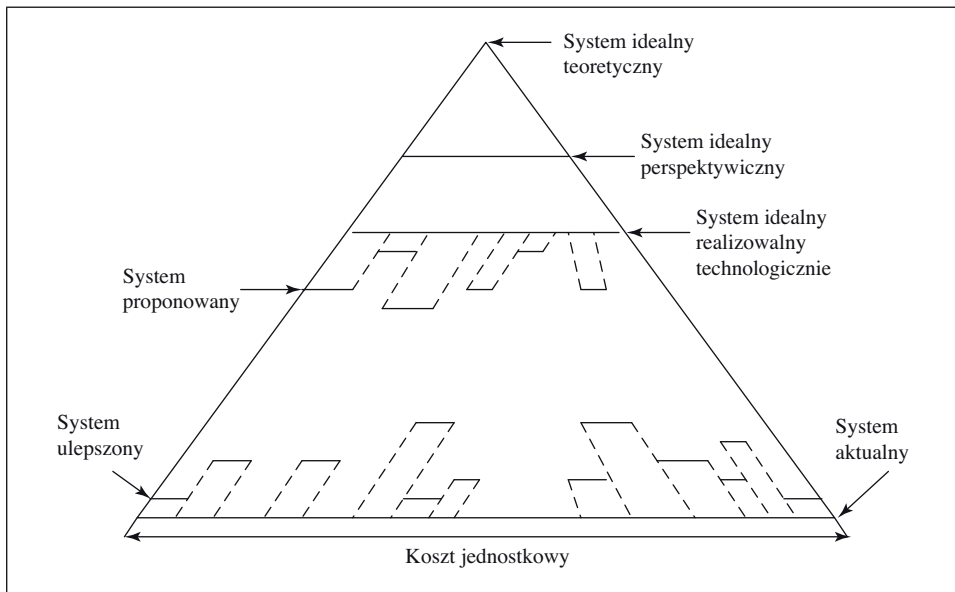 System idealny
teoretyczny
System idealny
perspektywiczny
System idealny
realizowalny
technologicznie
System
proponowany
System
ulepszony
System
aktualny
Koszt jednostkowy